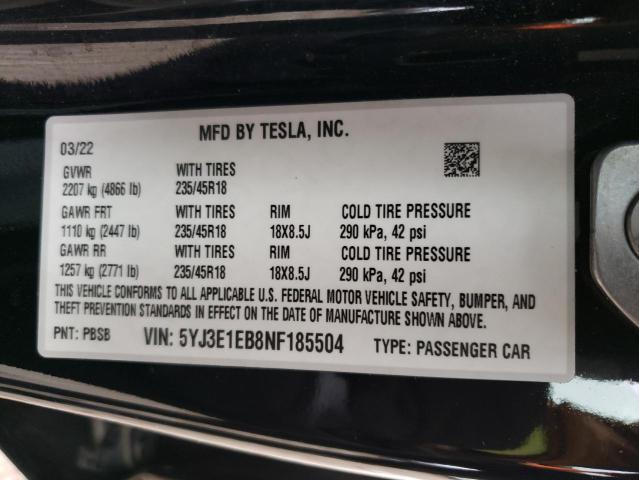 MFD BY TESLA, INC.
03/22
GVWR WITH TIRES
2207 kg (4866 lb) 235/45R18
GAWR FRT WITH TIRES RIM COLD TIRE PRESSURE
1110 kg (2447 lb) 235/45R18 18X8.5J 290 kPa, 42 psi
GAWR RR WITH TIRES RIM COLD TIRE PRESSURE
1257 kg (2771 lb) 235/45R18 18X8.5J 290 kPa, 42 psi
THIS VEHICLE CONFORMS TO ALL APPLICABLE U.S. FEDERAL MOTOR VEHICLE SAFETY, BUMPER, AND
THEFT PREVENTION STANDARDS IN EFFECT ON THE DATE OF MANUFACTURE SHOWN ABOVE.
PNT: PBSB VIN: 5YJ3E1EB8NF185504 TYPE: PASSENGER CAR